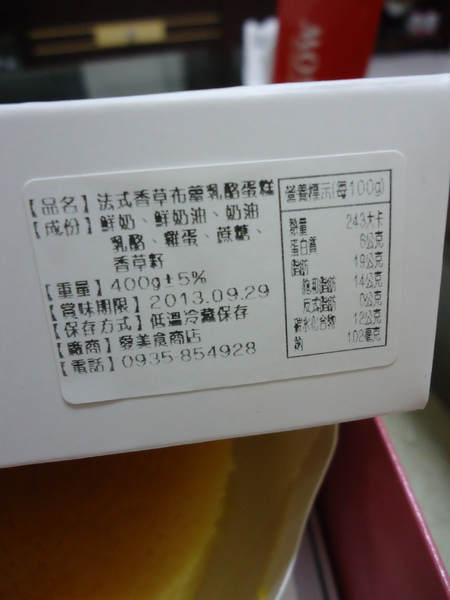 NOW
【品名】法式香草布蕾乳酪蛋糕
【成份】鮮奶、鮮奶油、奶油
乳酪、雞蛋、蔗糖、
香草籽
【重量】400g±5%
【賞味期限】2013.09.29
【保存方式】低溫冷藏保存
【廠商】發美食商店
【電話】0935-854928
營養標示(每100g)
熱量 243大卡
蛋白質 6公克
脂肪 19公克
飽和脂肪 14公克
反式脂肪 0公克
碳水化合物 12公克
鈉 102毫克